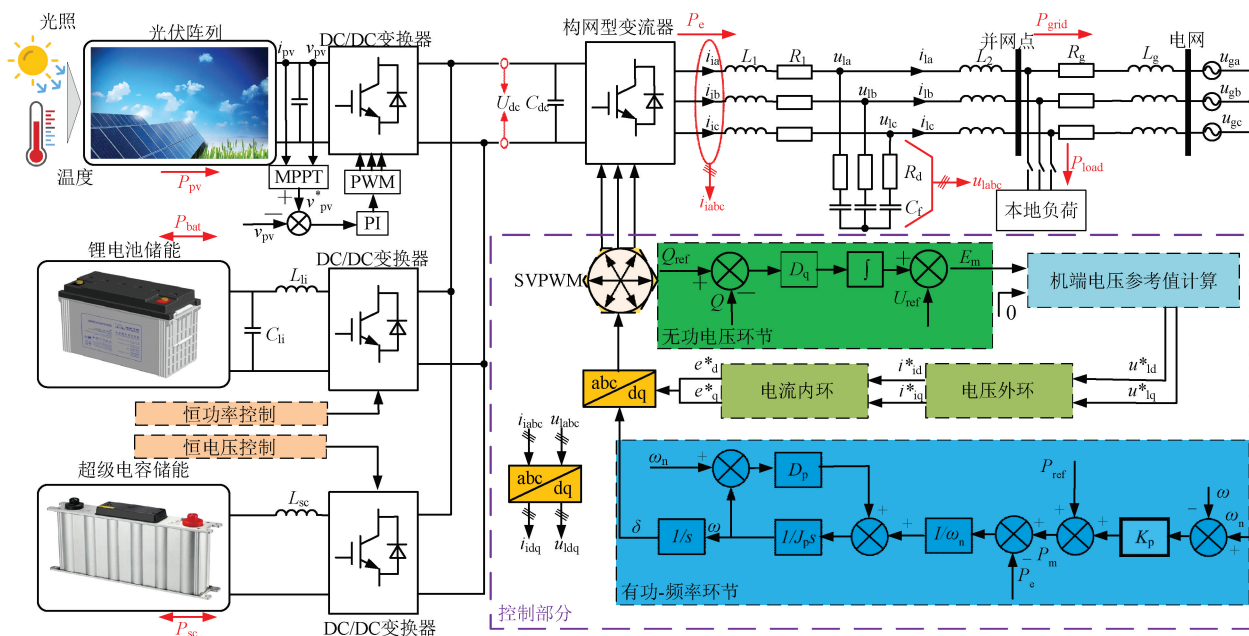 光照
温度
光伏阵列
P_pv
i_pv
v_pv
DC/DC变换器
MPPT
PWM
v*_pv
+
−
v_pv
PI
U_dc
C_dc
构网型变流器
P_e
i_ia
i_ib
i_ic
i_iabc
L_1
R_1
u_la
u_lb
u_lc
i_la
i_lb
i_lc
R_d
C_f
u_labc
L_2
并网点
P_grid
R_g
L_g
电网
u_ga
u_gb
u_gc
P_load
本地负荷
P_bat
锂电池储能
L_li
C_li
DC/DC变换器
恒功率控制
恒电压控制
超级电容储能
L_sc
P_sc
DC/DC变换器
SVPWM
Q_ref
+
−
Q
D_q
∫
+
U_ref
E_m
0
无功电压环节
机端电压参考值计算
u*_ld
u*_lq
电压外环
i*_id
i*_iq
电流内环
e*_d
e*_q
abc
dq
i_iabc
u_labc
abc
dq
i_idq
u_ldq
控制部分
ω_n
+
D_p
P_ref
ω
−
ω_n
+
δ
1/s
ω
1/J_p s
+
+
1/ω_n
+
−
P_e
P_m
+
+
K_p
有功-频率环节